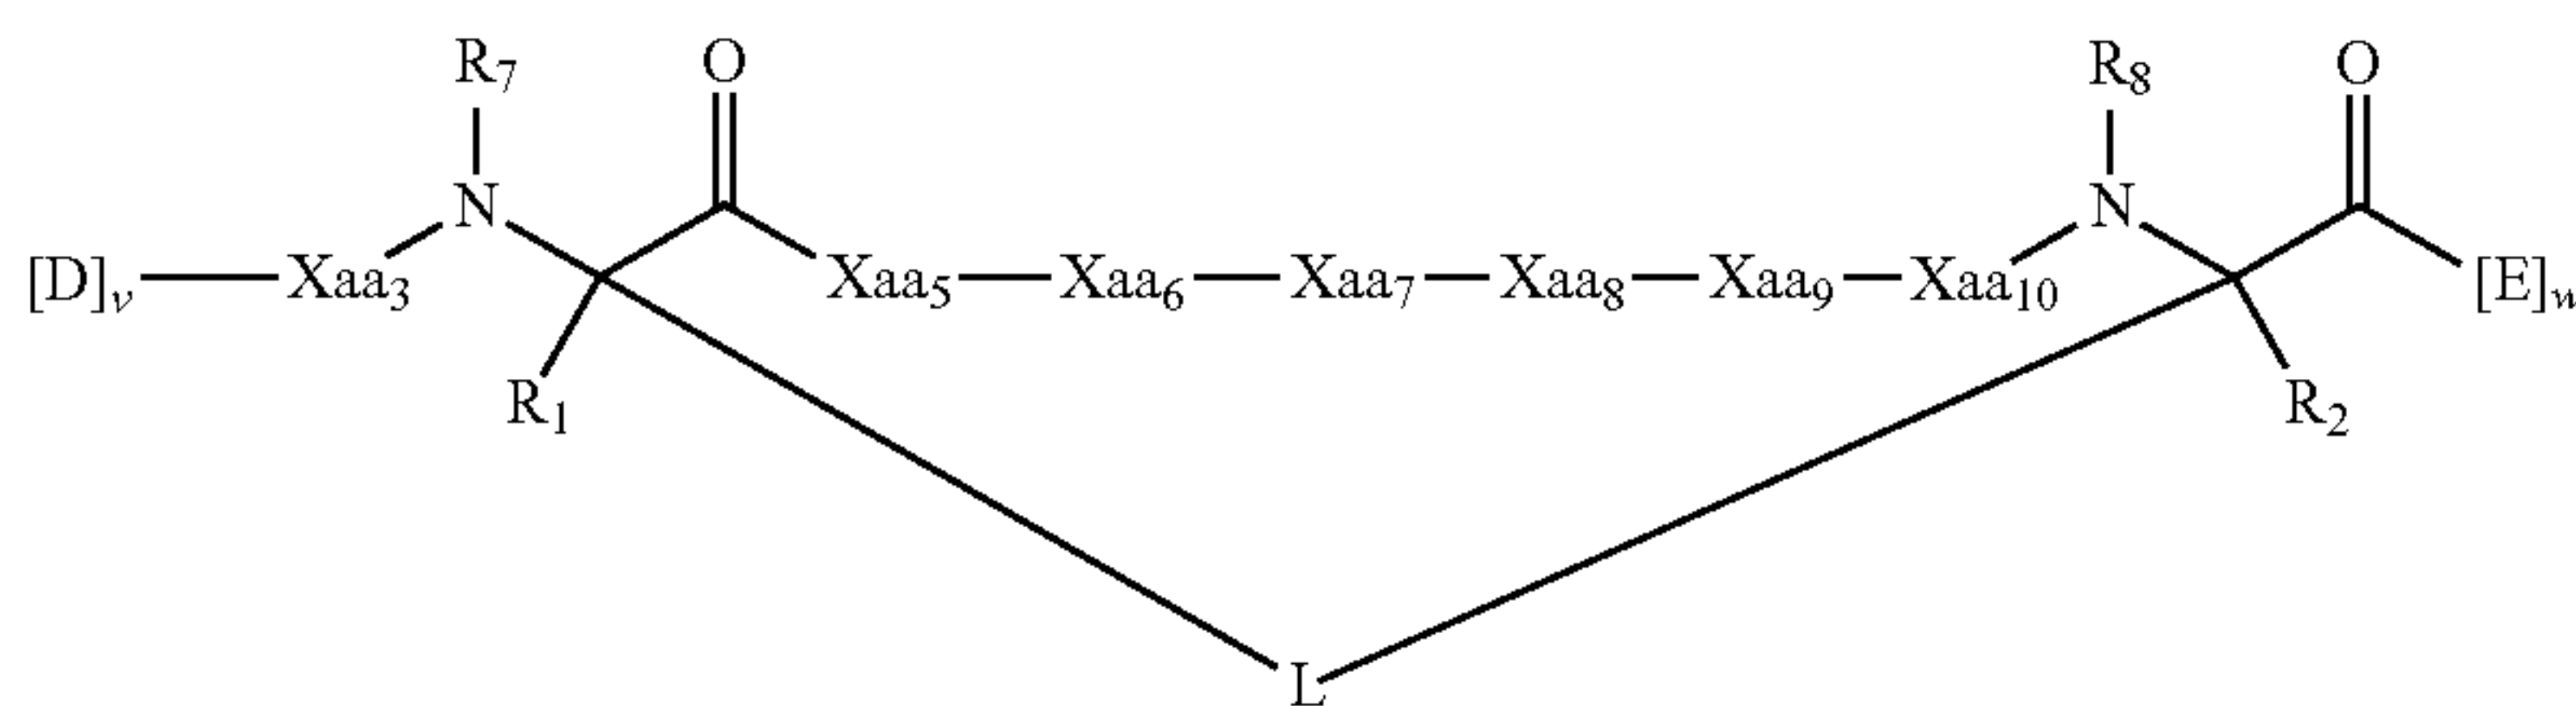 R₇ O R₈ O
N N
[D]ᵥ Xaa₃ Xaa₅ Xaa₆ Xaa₇ Xaa₈ Xaa₉ Xaa₁₀ [E]
R₁ R₂
L